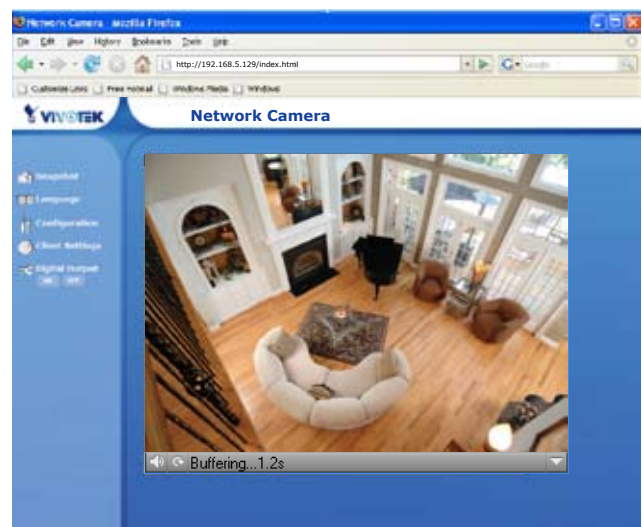 Network Camera - Mozilla Firefox
File Edit View History Bookmarks Tools Help
http://192.168.5.129/index.html
G Google
Customize Links Free Hotmail Windows Media Windows
VIVOTEK
Network Camera
Snapshot
Language
Configuration
Client Settings
Digital Output
Buffering...1.2s